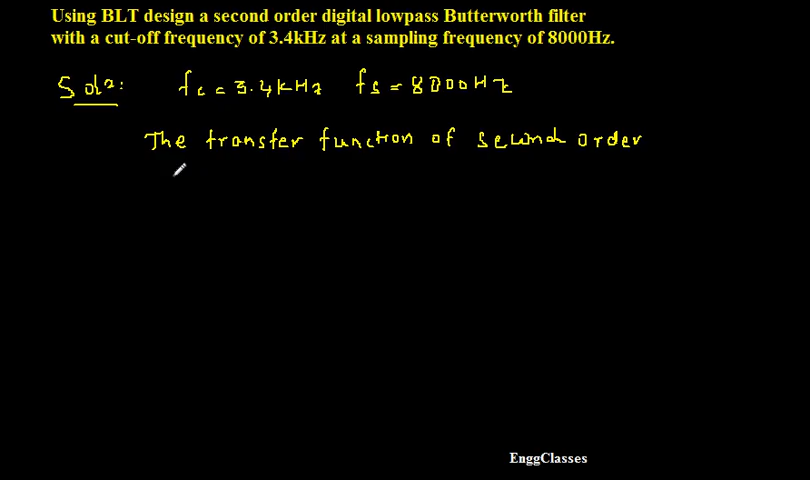 Using BLT design a second order digital lowpass Butterworth filter
with a cut-off frequency of 3.4kHz at a sampling frequency of 8000Hz.
Soln: fc = 3.4kHz fs = 8000Hz
The transfer function of second order
EnggClasses